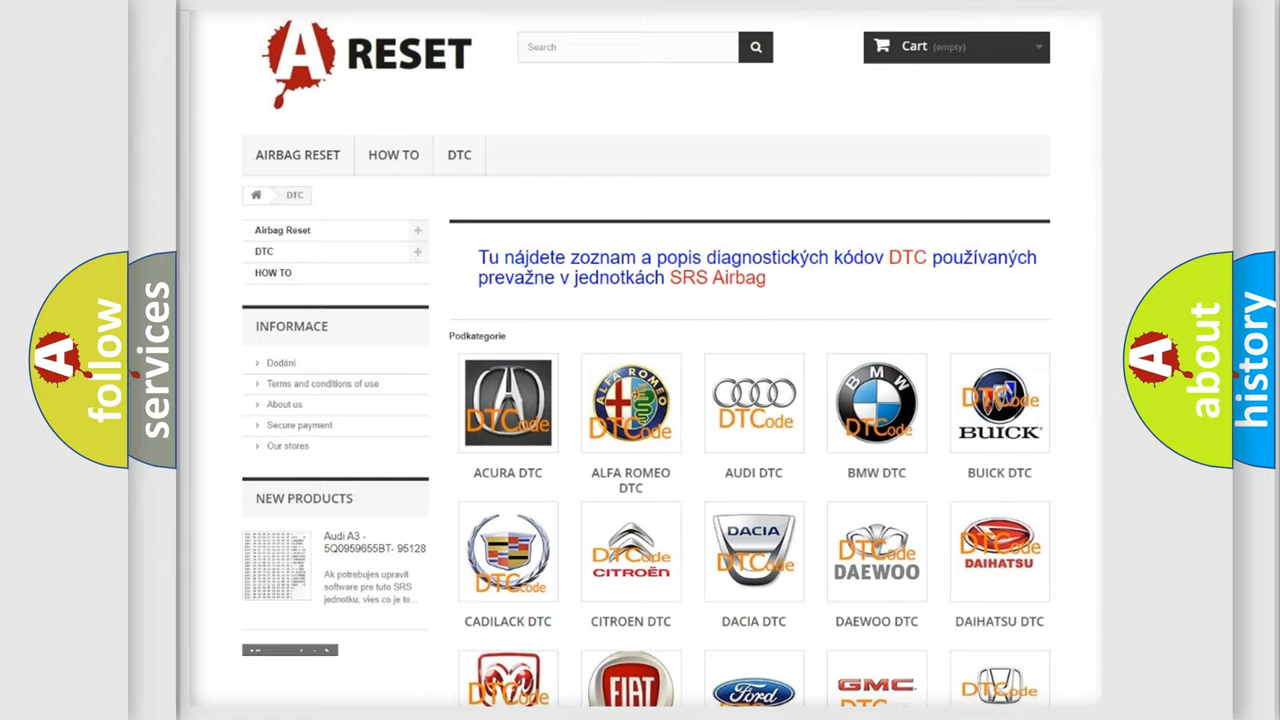 A RESET
Search
Cart (empty)
AIRBAG RESET
HOW TO
DTC
DTC
Airbag Reset
DTC
HOW TO
INFORMACE
Dodání
Terms and conditions of use
About us
Secure payment
Our stores
NEW PRODUCTS
Audi A3 -
5Q0959655BT- 95128
Ak potrebujes upravit
software pre tuto SRS
jednotku, vies co je to...
Tu nájdete zoznam a popis diagnostických kódov DTC používaných
prevažne v jednotkách SRS Airbag
Podkategorie
DTCode
ALFA ROMEO
DTCode
DTCode
BMW
DTCode
DTCode
BUICK
ACURA DTC
ALFA ROMEO
DTC
AUDI DTC
BMW DTC
BUICK DTC
DTCode
DTCode
CITROËN
DACIA
DTCode
DTCode
DAEWOO
DTCode
DAIHATSU
CADILACK DTC
CITROEN DTC
DACIA DTC
DAEWOO DTC
DAIHATSU DTC
DTCode
FIAT
Ford
GMC
DTCode
A follow
services
A about
history